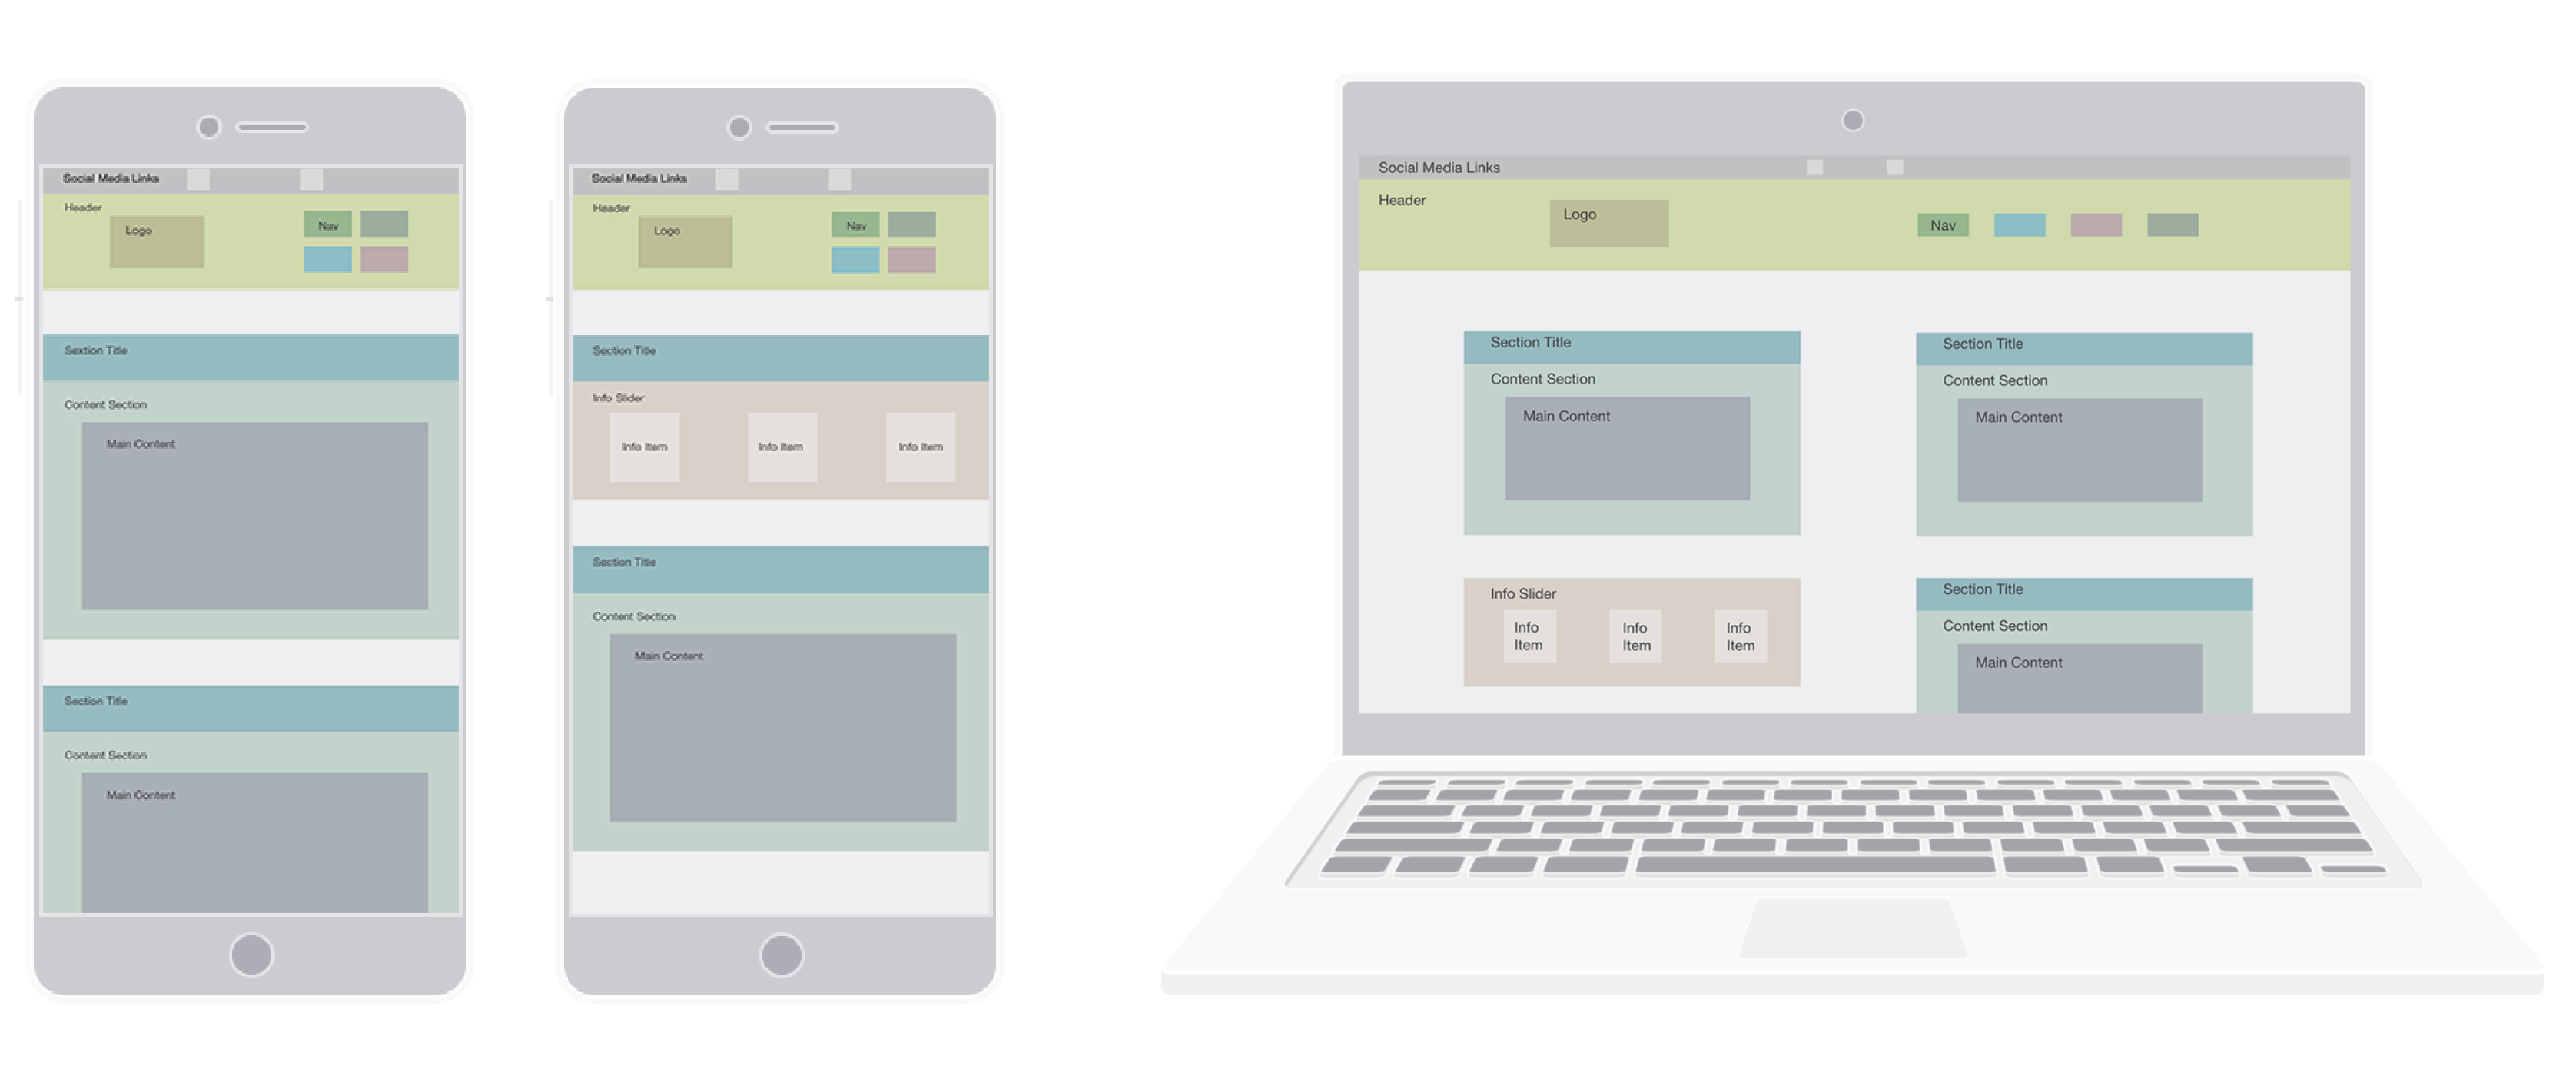 Social Media Links
Header
Logo
Nav
Sextion Title
Content Section
Main Content
Section Title
Content Section
Main Content
Social Media Links
Header
Logo
Nav
Section Title
Info Slider
Info Item
Info Item
Info Item
Section Title
Content Section
Main Content
Social Media Links
Header
Logo
Nav
Section Title
Content Section
Main Content
Section Title
Content Section
Main Content
Info Slider
Info
Item
Info
Item
Info
Item
Section Title
Content Section
Main Content